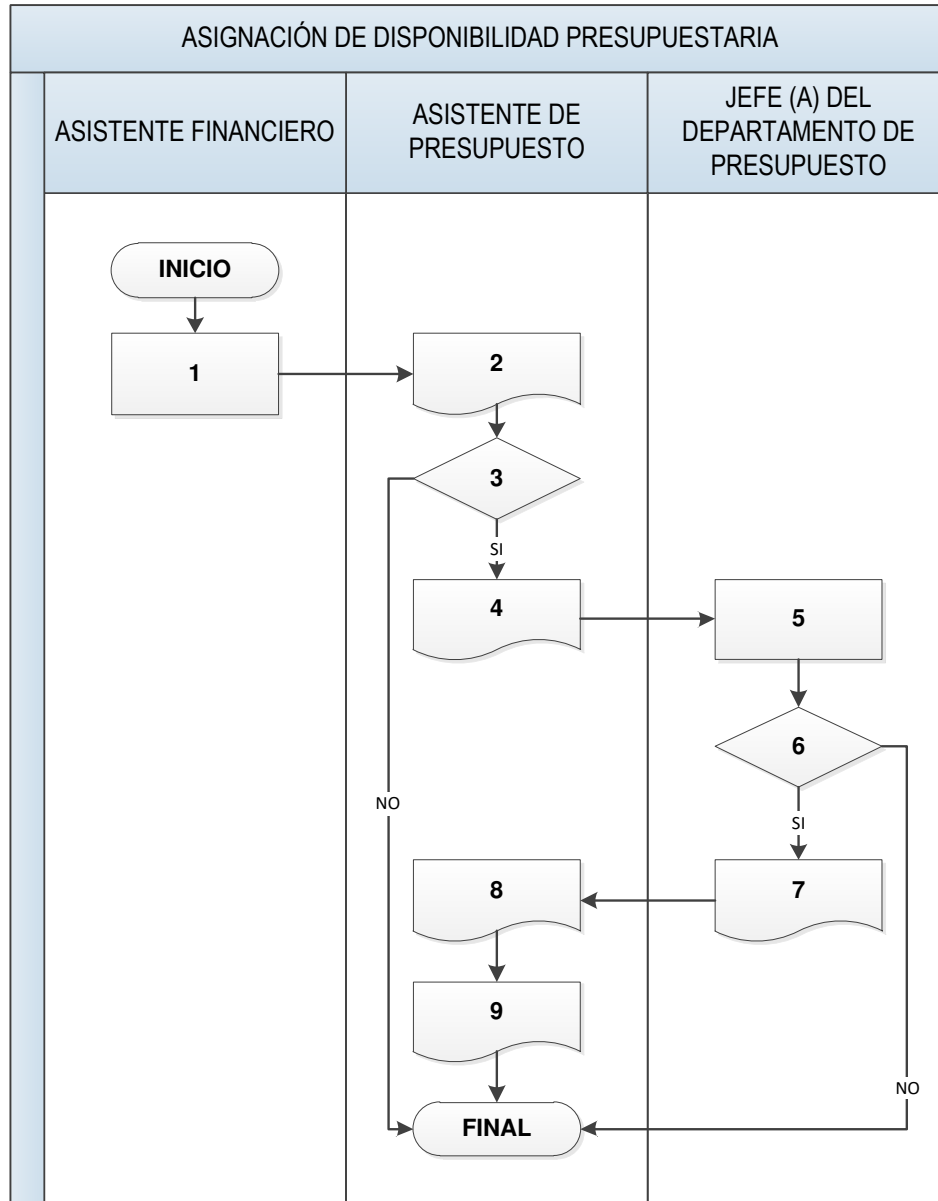 ASIGNACIÓN DE DISPONIBILIDAD PRESUPUESTARIA
ASISTENTE FINANCIERO
ASISTENTE DE
PRESUPUESTO
JEFE (A) DEL
DEPARTAMENTO DE
PRESUPUESTO
INICIO
1
2
3
SI
4
5
6
NO
SI
8
7
9
NO
FINAL